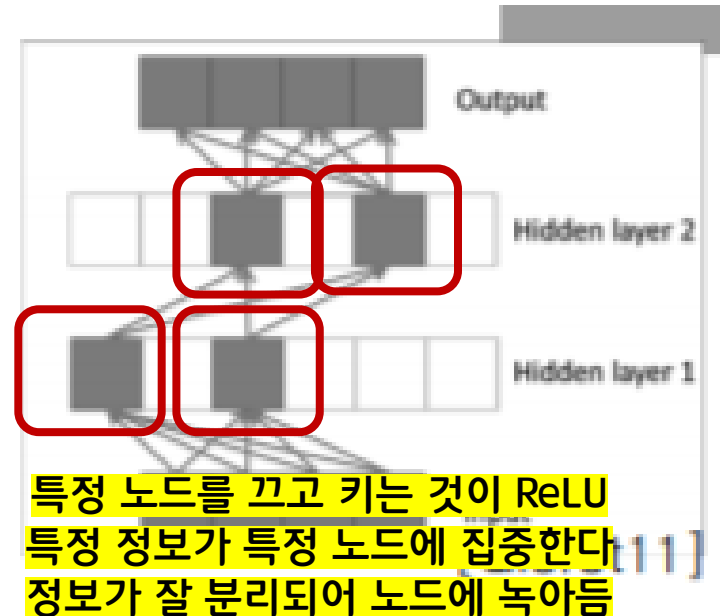 Output
Hidden layer 2
Hidden layer 1
특정 노드를 끄고 키는 것이 ReLU
특정 정보가 특정 노드에 집중한다
t11]
정보가 잘 분리되어 노드에 녹아듬